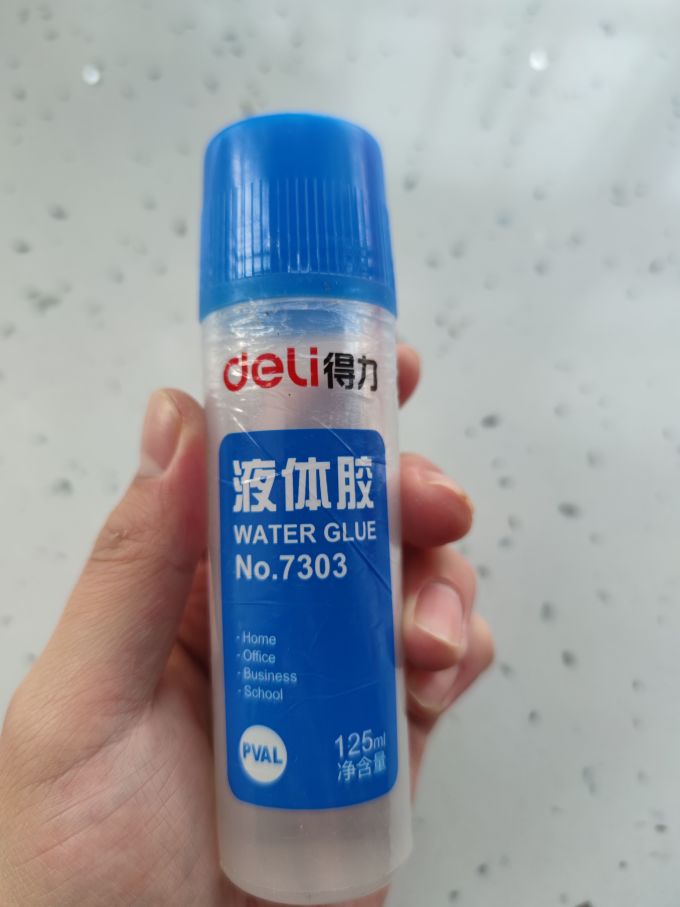 deli得力
液体胶
WATER GLUE
No.7303
- Home
- Office
- Business
- School
PVAL
125ml
净含量